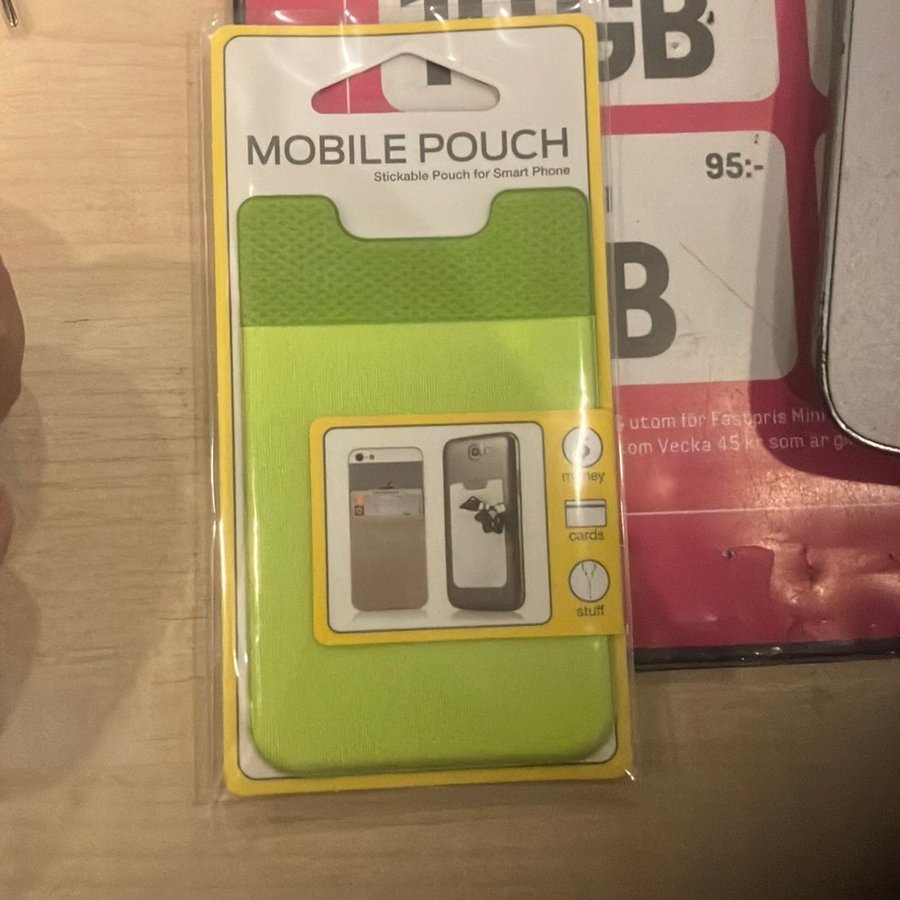 GB
MOBILE POUCH
Stickable Pouch for Smart Phone
95:-
B
money
cards
stuff
utom för Fastpris Mini
om Vecka 45 kr som är